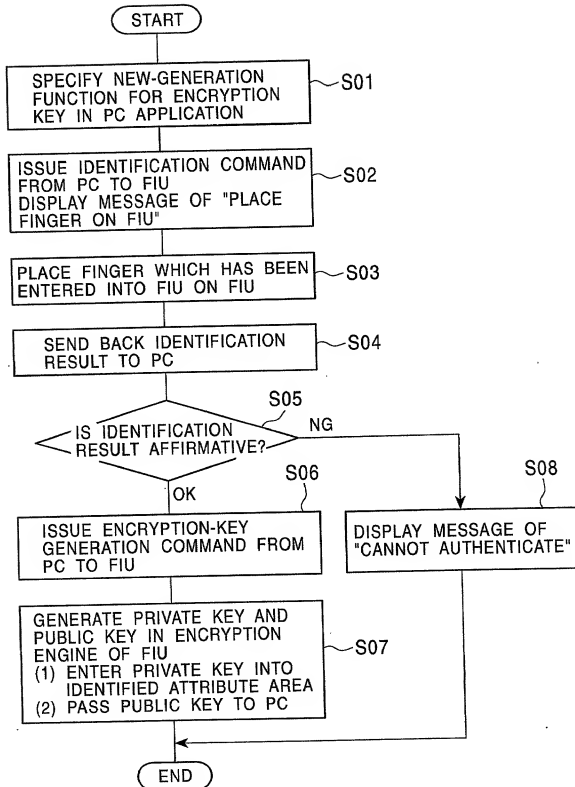 START
SPECIFY NEW-GENERATION
FUNCTION FOR ENCRYPTION
KEY IN PC APPLICATION
S01
ISSUE IDENTIFICATION COMMAND
FROM PC TO FIU
DISPLAY MESSAGE OF "PLACE
FINGER ON FIU"
S02
PLACE FINGER WHICH HAS BEEN
ENTERED INTO FIU ON FIU
S03
SEND BACK IDENTIFICATION
RESULT TO PC
S04
S05
IS IDENTIFICATION
RESULT AFFIRMATIVE?
NG
OK
S06
ISSUE ENCRYPTION-KEY
GENERATION COMMAND FROM
PC TO FIU
S08
DISPLAY MESSAGE OF
"CANNOT AUTHENTICATE"
GENERATE PRIVATE KEY AND
PUBLIC KEY IN ENCRYPTION
ENGINE OF FIU
(1) ENTER PRIVATE KEY INTO
IDENTIFIED ATTRIBUTE AREA
(2) PASS PUBLIC KEY TO PC
S07
END